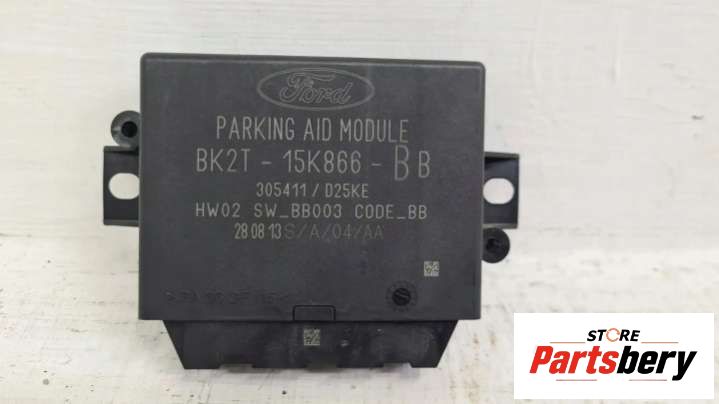 Ford
PARKING AID MODULE
BK2T - 15K866 - BB
305411 / D25KE
HW02 SW_BB003 CODE_BB
28 08 13 S/A/04/AA
STORE
Partsbery